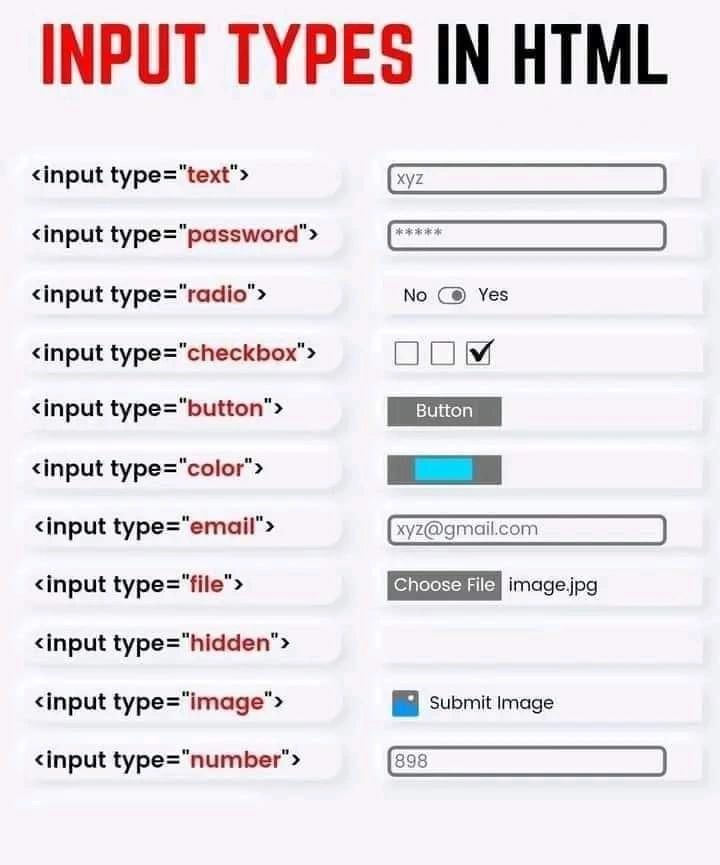 INPUT TYPES IN HTML
<input type="text"> xyz
<input type="password"> *****
<input type="radio"> No Yes
<input type="checkbox">
<input type="button"> Button
<input type="color">
<input type="email"> xyz@gmail.com
<input type="file"> Choose File image.jpg
<input type="hidden">
<input type="image"> Submit Image
<input type="number"> 898